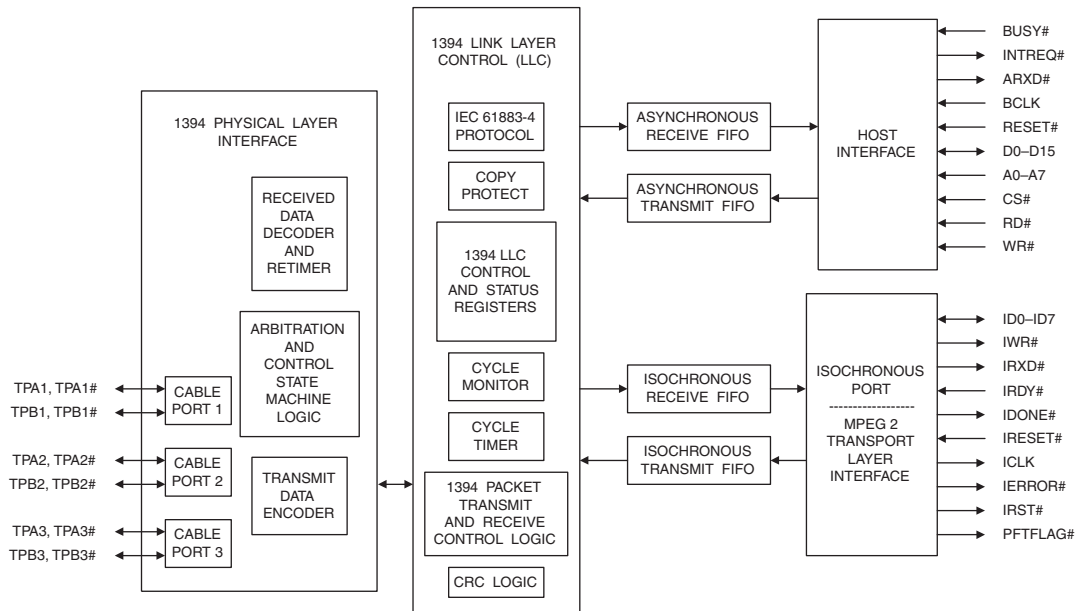 1394 PHYSICAL LAYER
INTERFACE
RECEIVED
DATA
DECODER
AND
RETIMER
ARBITRATION
AND
CONTROL
STATE
MACHINE
LOGIC
TRANSMIT
DATA
ENCODER
TPA1, TPA1#
TPB1, TPB1#
CABLE
PORT 1
TPA2, TPA2#
TPB2, TPB2#
CABLE
PORT 2
TPA3, TPA3#
TPB3, TPB3#
CABLE
PORT 3
1394 LINK LAYER
CONTROL (LLC)
IEC 61883-4
PROTOCOL
COPY
PROTECT
1394 LLC
CONTROL
AND STATUS
REGISTERS
CYCLE
MONITOR
CYCLE
TIMER
1394 PACKET
TRANSMIT
AND RECEIVE
CONTROL LOGIC
CRC LOGIC
ASYNCHRONOUS
RECEIVE FIFO
ASYNCHRONOUS
TRANSMIT FIFO
ISOCHRONOUS
RECEIVE FIFO
ISOCHRONOUS
TRANSMIT FIFO
HOST
INTERFACE
BUSY#
INTREQ#
ARXD#
BCLK
RESET#
D0–D15
A0–A7
CS#
RD#
WR#
ISOCHRONOUS
PORT
MPEG 2
TRANSPORT
LAYER
INTERFACE
ID0–ID7
IWR#
IRXD#
IRDY#
IDONE#
IRESET#
ICLK
IERROR#
IRST#
PFTFLAG#